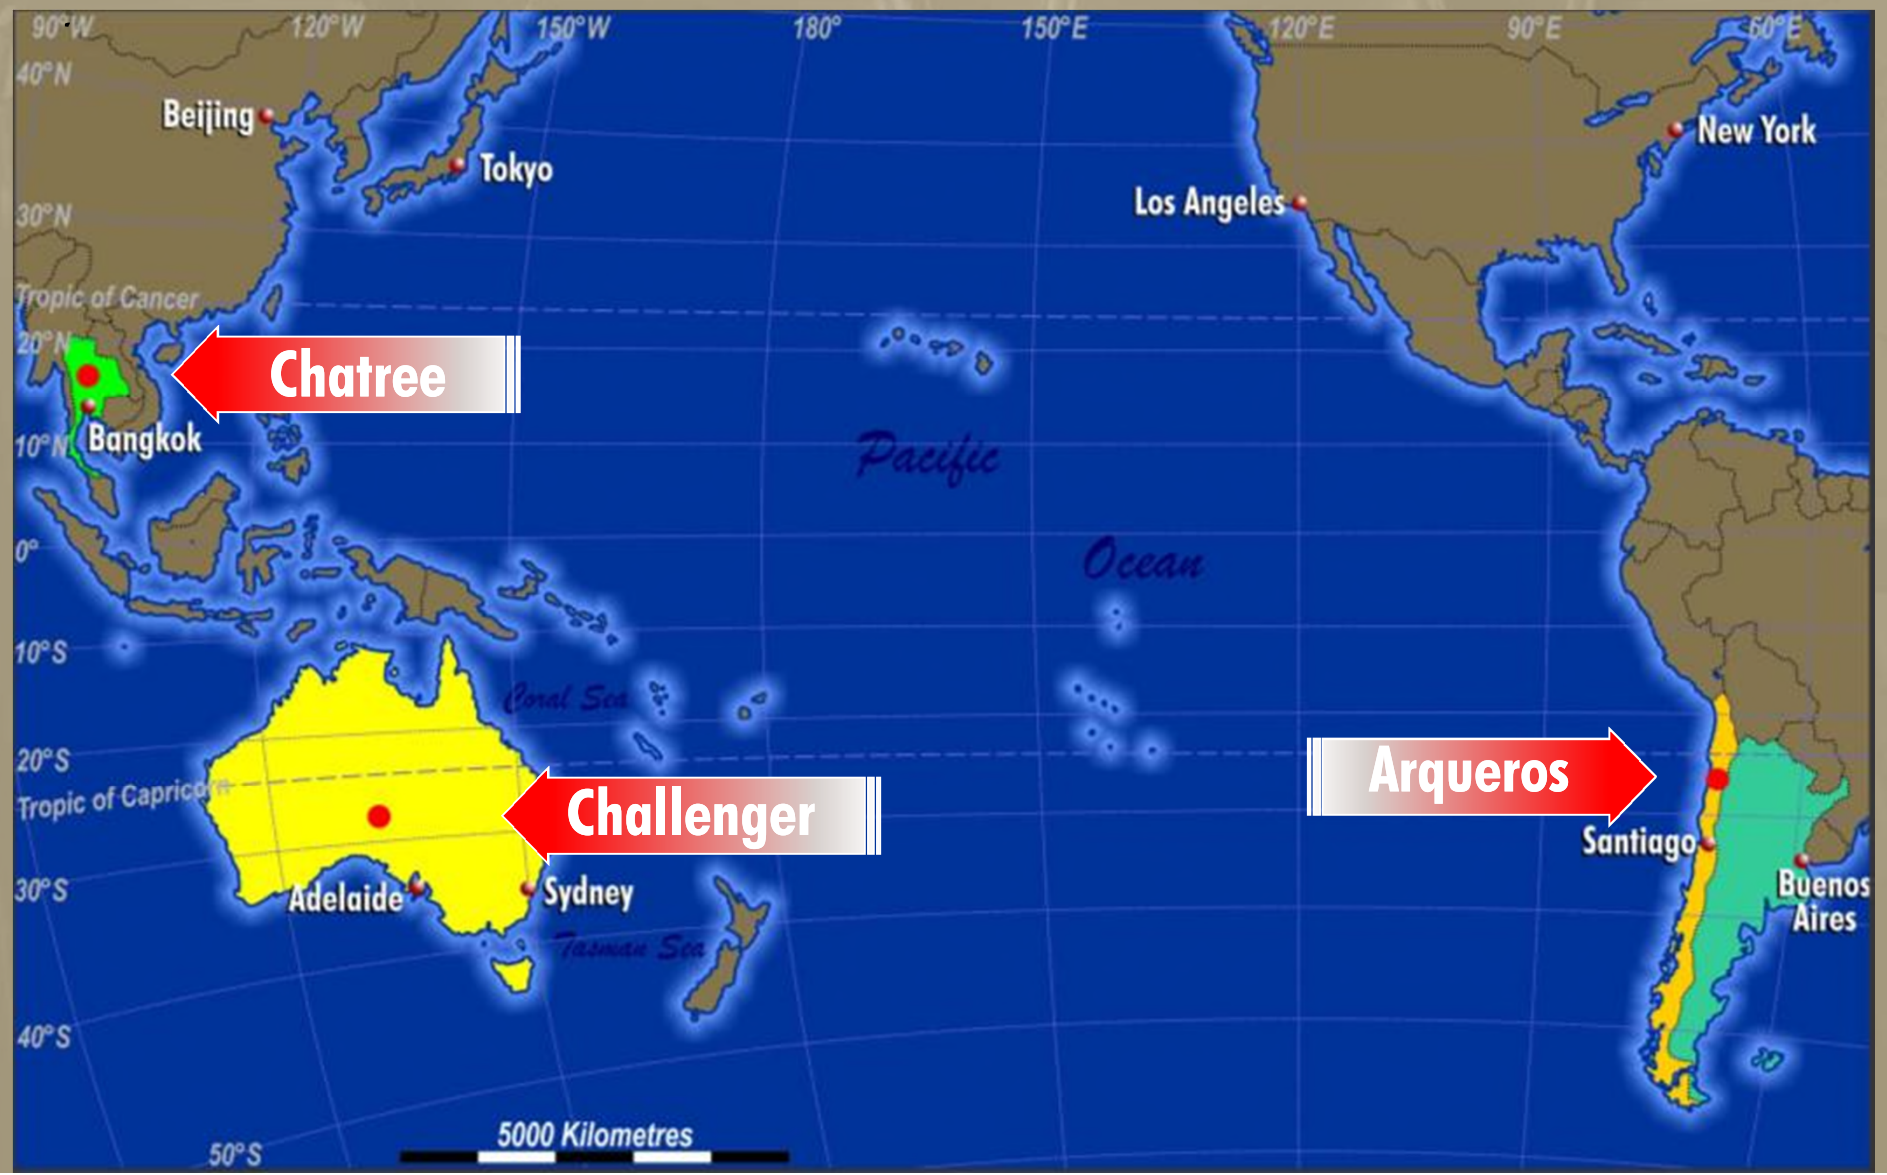 90°W
120°W
150°W
180°
150°E
120°E
90°E
60°E
40°N
Beijing
New York
Tokyo
Los Angeles
30°N
Tropic of Cancer
20°N
Chatree
Bangkok
10°N
Pacific
0°
Ocean
10°S
Coral Sea
20°S
Arqueros
Tropic of Capricorn
Challenger
Santiago
30°S
Adelaide
Sydney
Buenos
Aires
Tasman Sea
40°S
5000 Kilometres
50°S